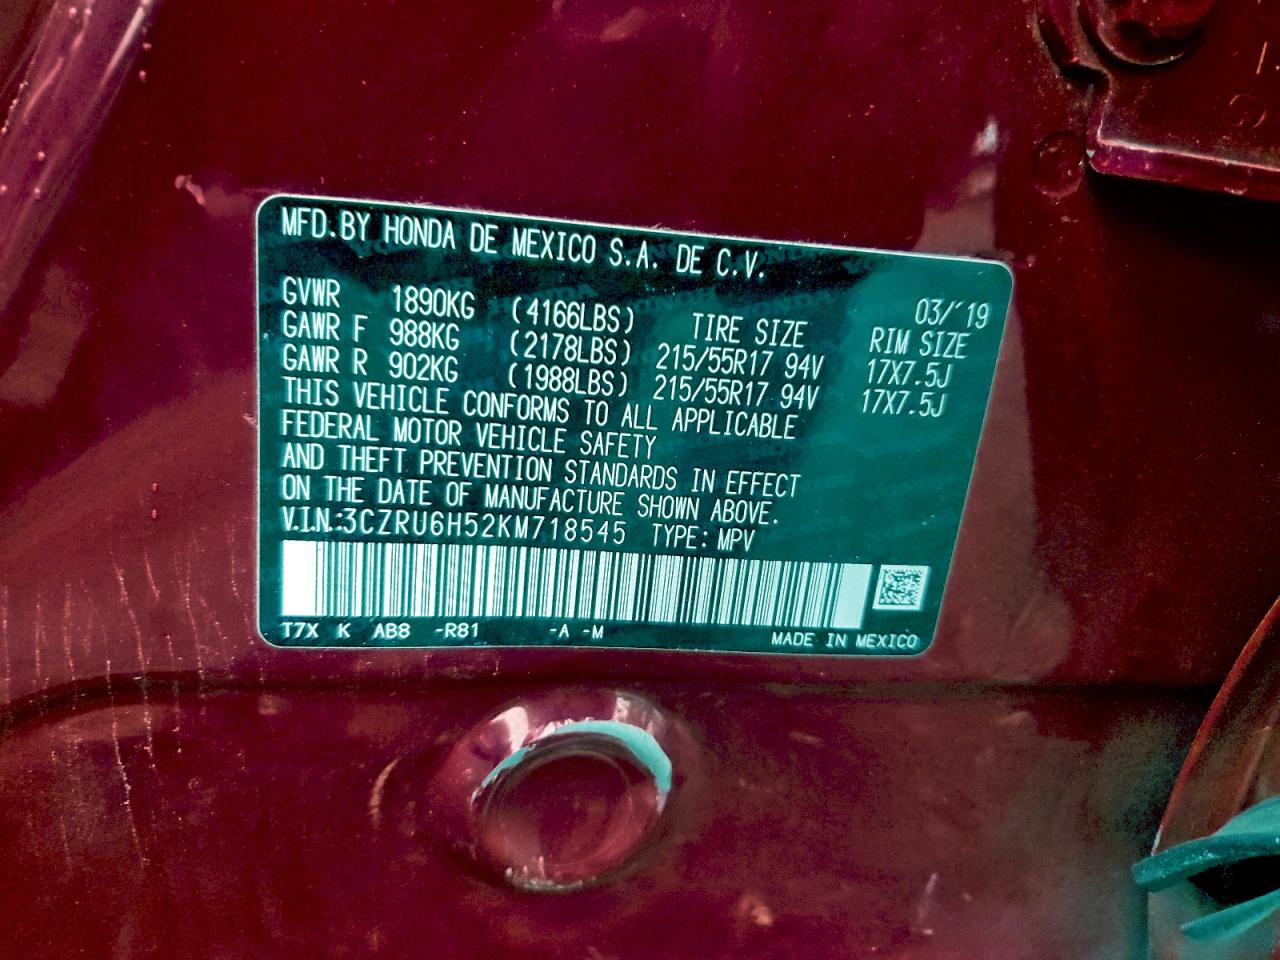 MFD.BY HONDA DE MEXICO S.A. DE C.V.
03/'19
GVWR 1890KG (4166LBS) TIRE SIZE RIM SIZE
GAWR F 988KG (2178LBS) 215/55R17 94V 17X7.5J
GAWR R 902KG (1988LBS) 215/55R17 94V 17X7.5J
THIS VEHICLE CONFORMS TO ALL APPLICABLE
FEDERAL MOTOR VEHICLE SAFETY
AND THEFT PREVENTION STANDARDS IN EFFECT
ON THE DATE OF MANUFACTURE SHOWN ABOVE.
V.I.N.:3CZRU6H52KM718545 TYPE: MPV
T7X K AB8 -R81 -A -M MADE IN MEXICO